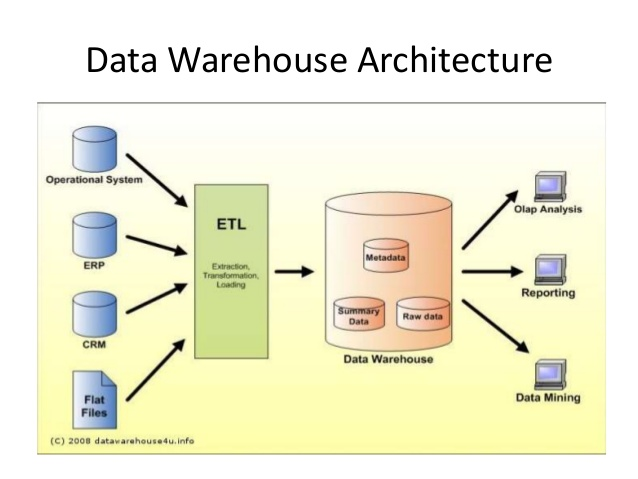 Data Warehouse Architecture
Operational System
ERP
CRM
Flat
Files
ETL
Extraction,
Transformation,
Loading
Metadata
Summary
Data
Raw data
Data Warehouse
Olap Analysis
Reporting
Data Mining
(C) 2008 datawarehouse4u.info